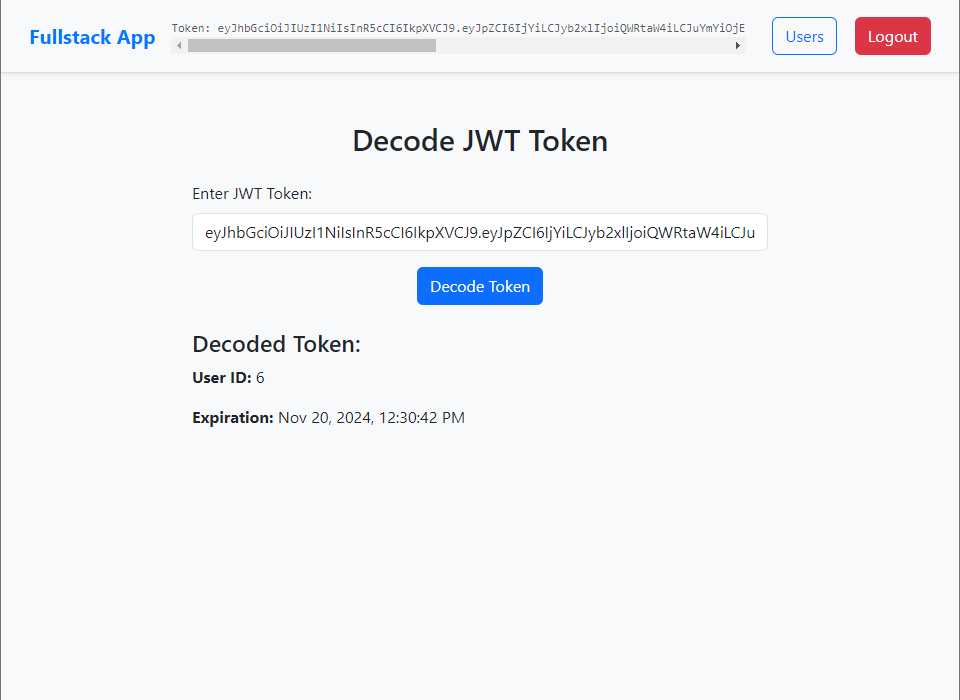 Fullstack App
Token: eyJhbGciOiJIUzI1NiIsInR5cCI6IkpXVCJ9.eyJpZCI6IjYiLCJyb2xlIjoiQWRtaW4iLCJuYmYiOjE
Users
Logout
Decode JWT Token
Enter JWT Token:
eyJhbGciOiJIUzI1NiIsInR5cCI6IkpXVCJ9.eyJpZCI6IjYiLCJyb2xlIjoiQWRtaW4iLCJu
Decode Token
Decoded Token:
User ID: 6
Expiration: Nov 20, 2024, 12:30:42 PM